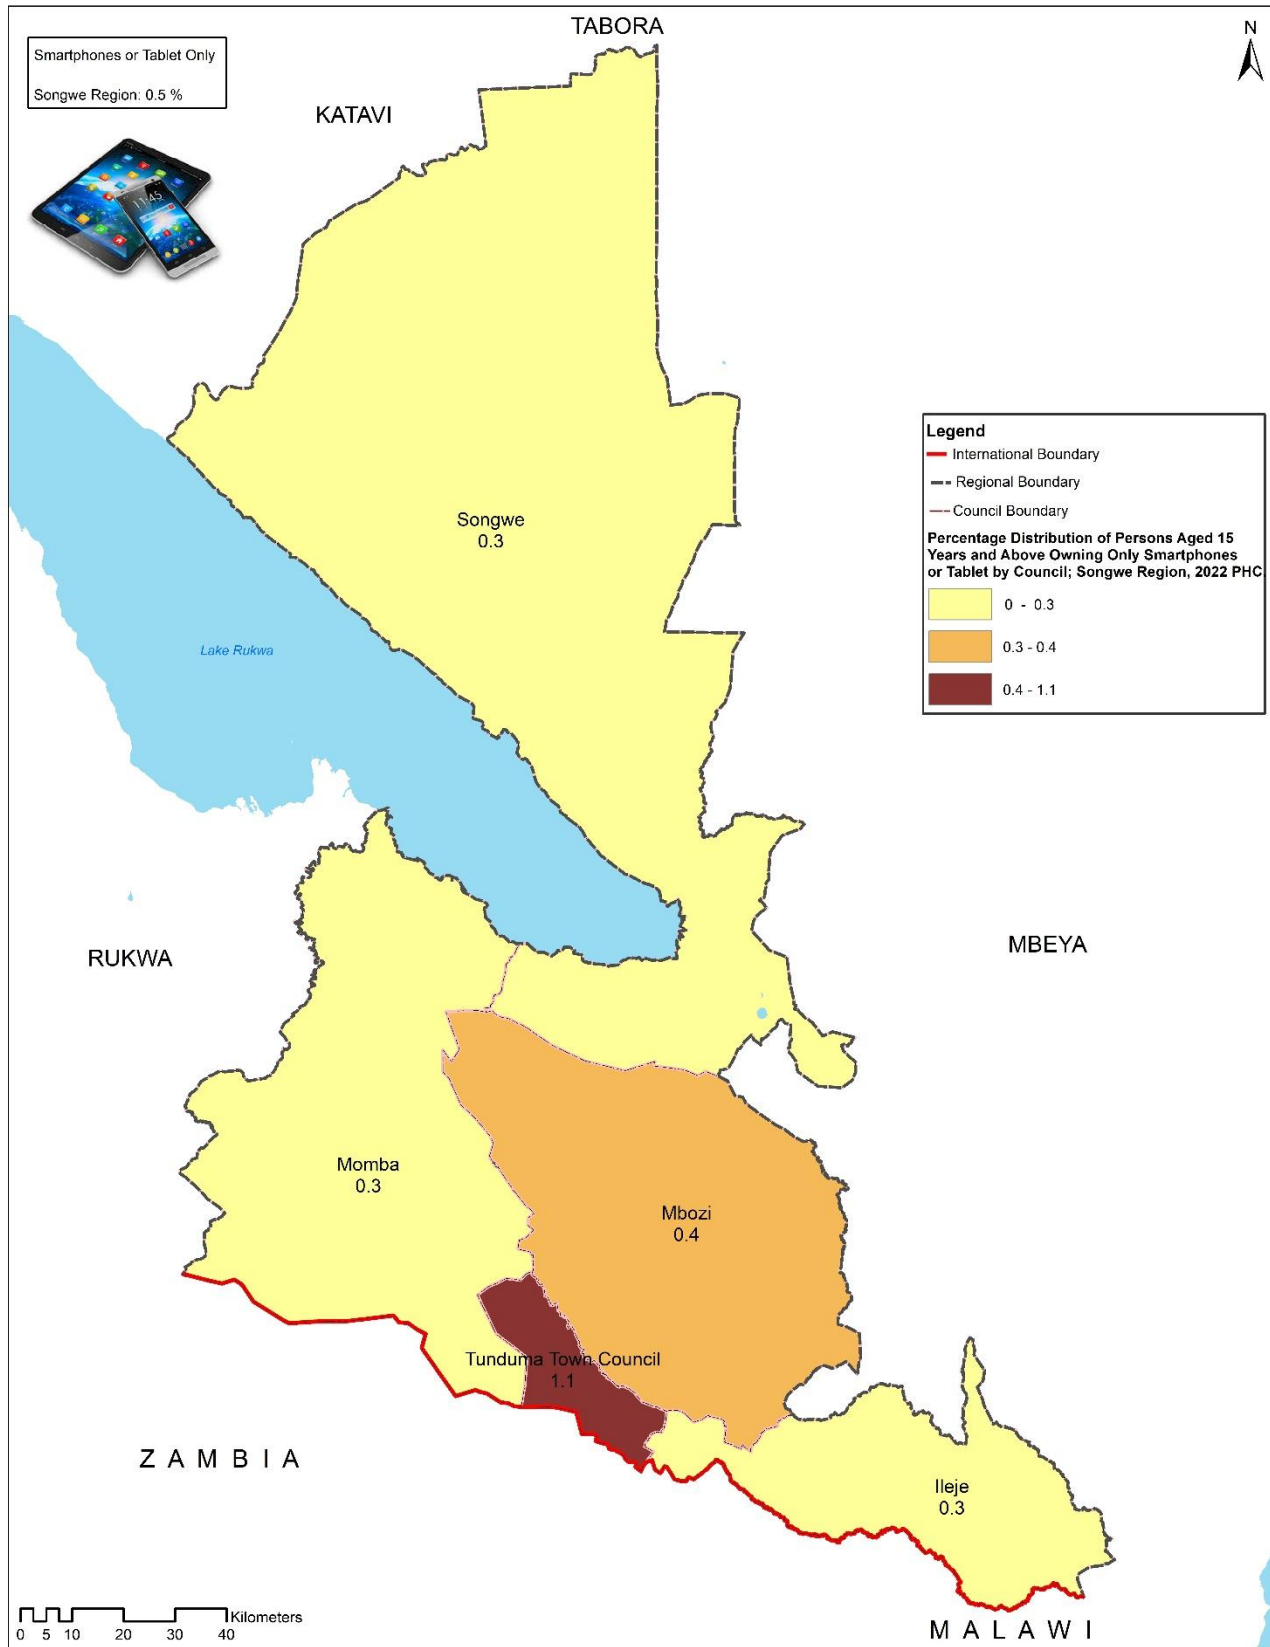 TABORA
N
Smartphones or Tablet Only
Songwe Region: 0.5 %
KATAVI
11:45
Legend
International Boundary
Regional Boundary
Council Boundary
Percentage Distribution of Persons Aged 15
Years and Above Owning Only Smartphones
or Tablet by Council; Songwe Region, 2022 PHC
0 - 0.3
0.3 - 0.4
0.4 - 1.1
Songwe
0.3
Lake Rukwa
RUKWA
MBEYA
Momba
0.3
Mbozi
0.4
Tunduma Town Council
1.1
ZAMBIA
Ileje
0.3
Kilometers
0 5 10 20 30 40
MALAWI